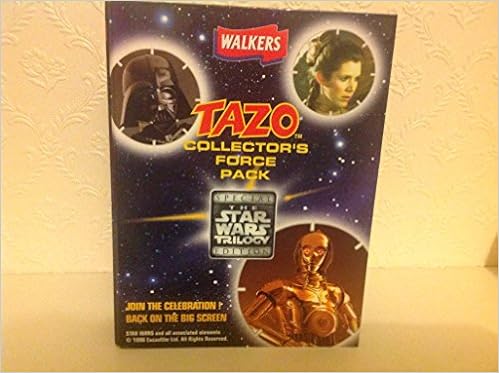 WALKERS
TAZO™
COLLECTOR'S
FORCE
PACK
SPECIAL
THE
STAR
WARS
TRILOGY
EDITION
JOIN THE CELEBRATION !
BACK ON THE BIG SCREEN
STAR WARS and all associated elements
© 1996 Lucasfilm Ltd. All Rights Reserved.